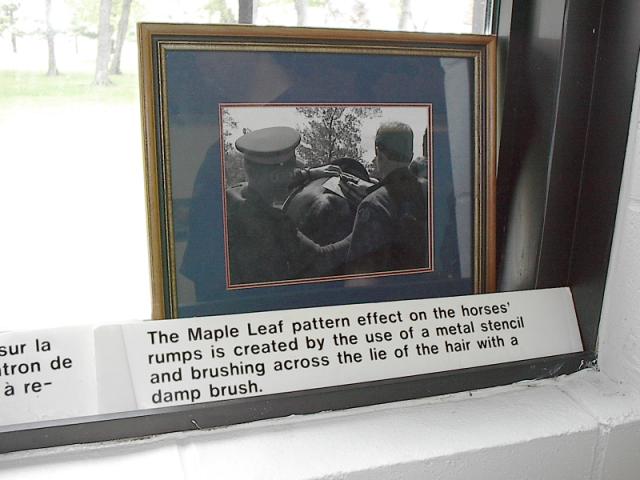 sur la
tron de
à re-
The Maple Leaf pattern effect on the horses'
rumps is created by the use of a metal stencil
and brushing across the lie of the hair with a
damp brush.